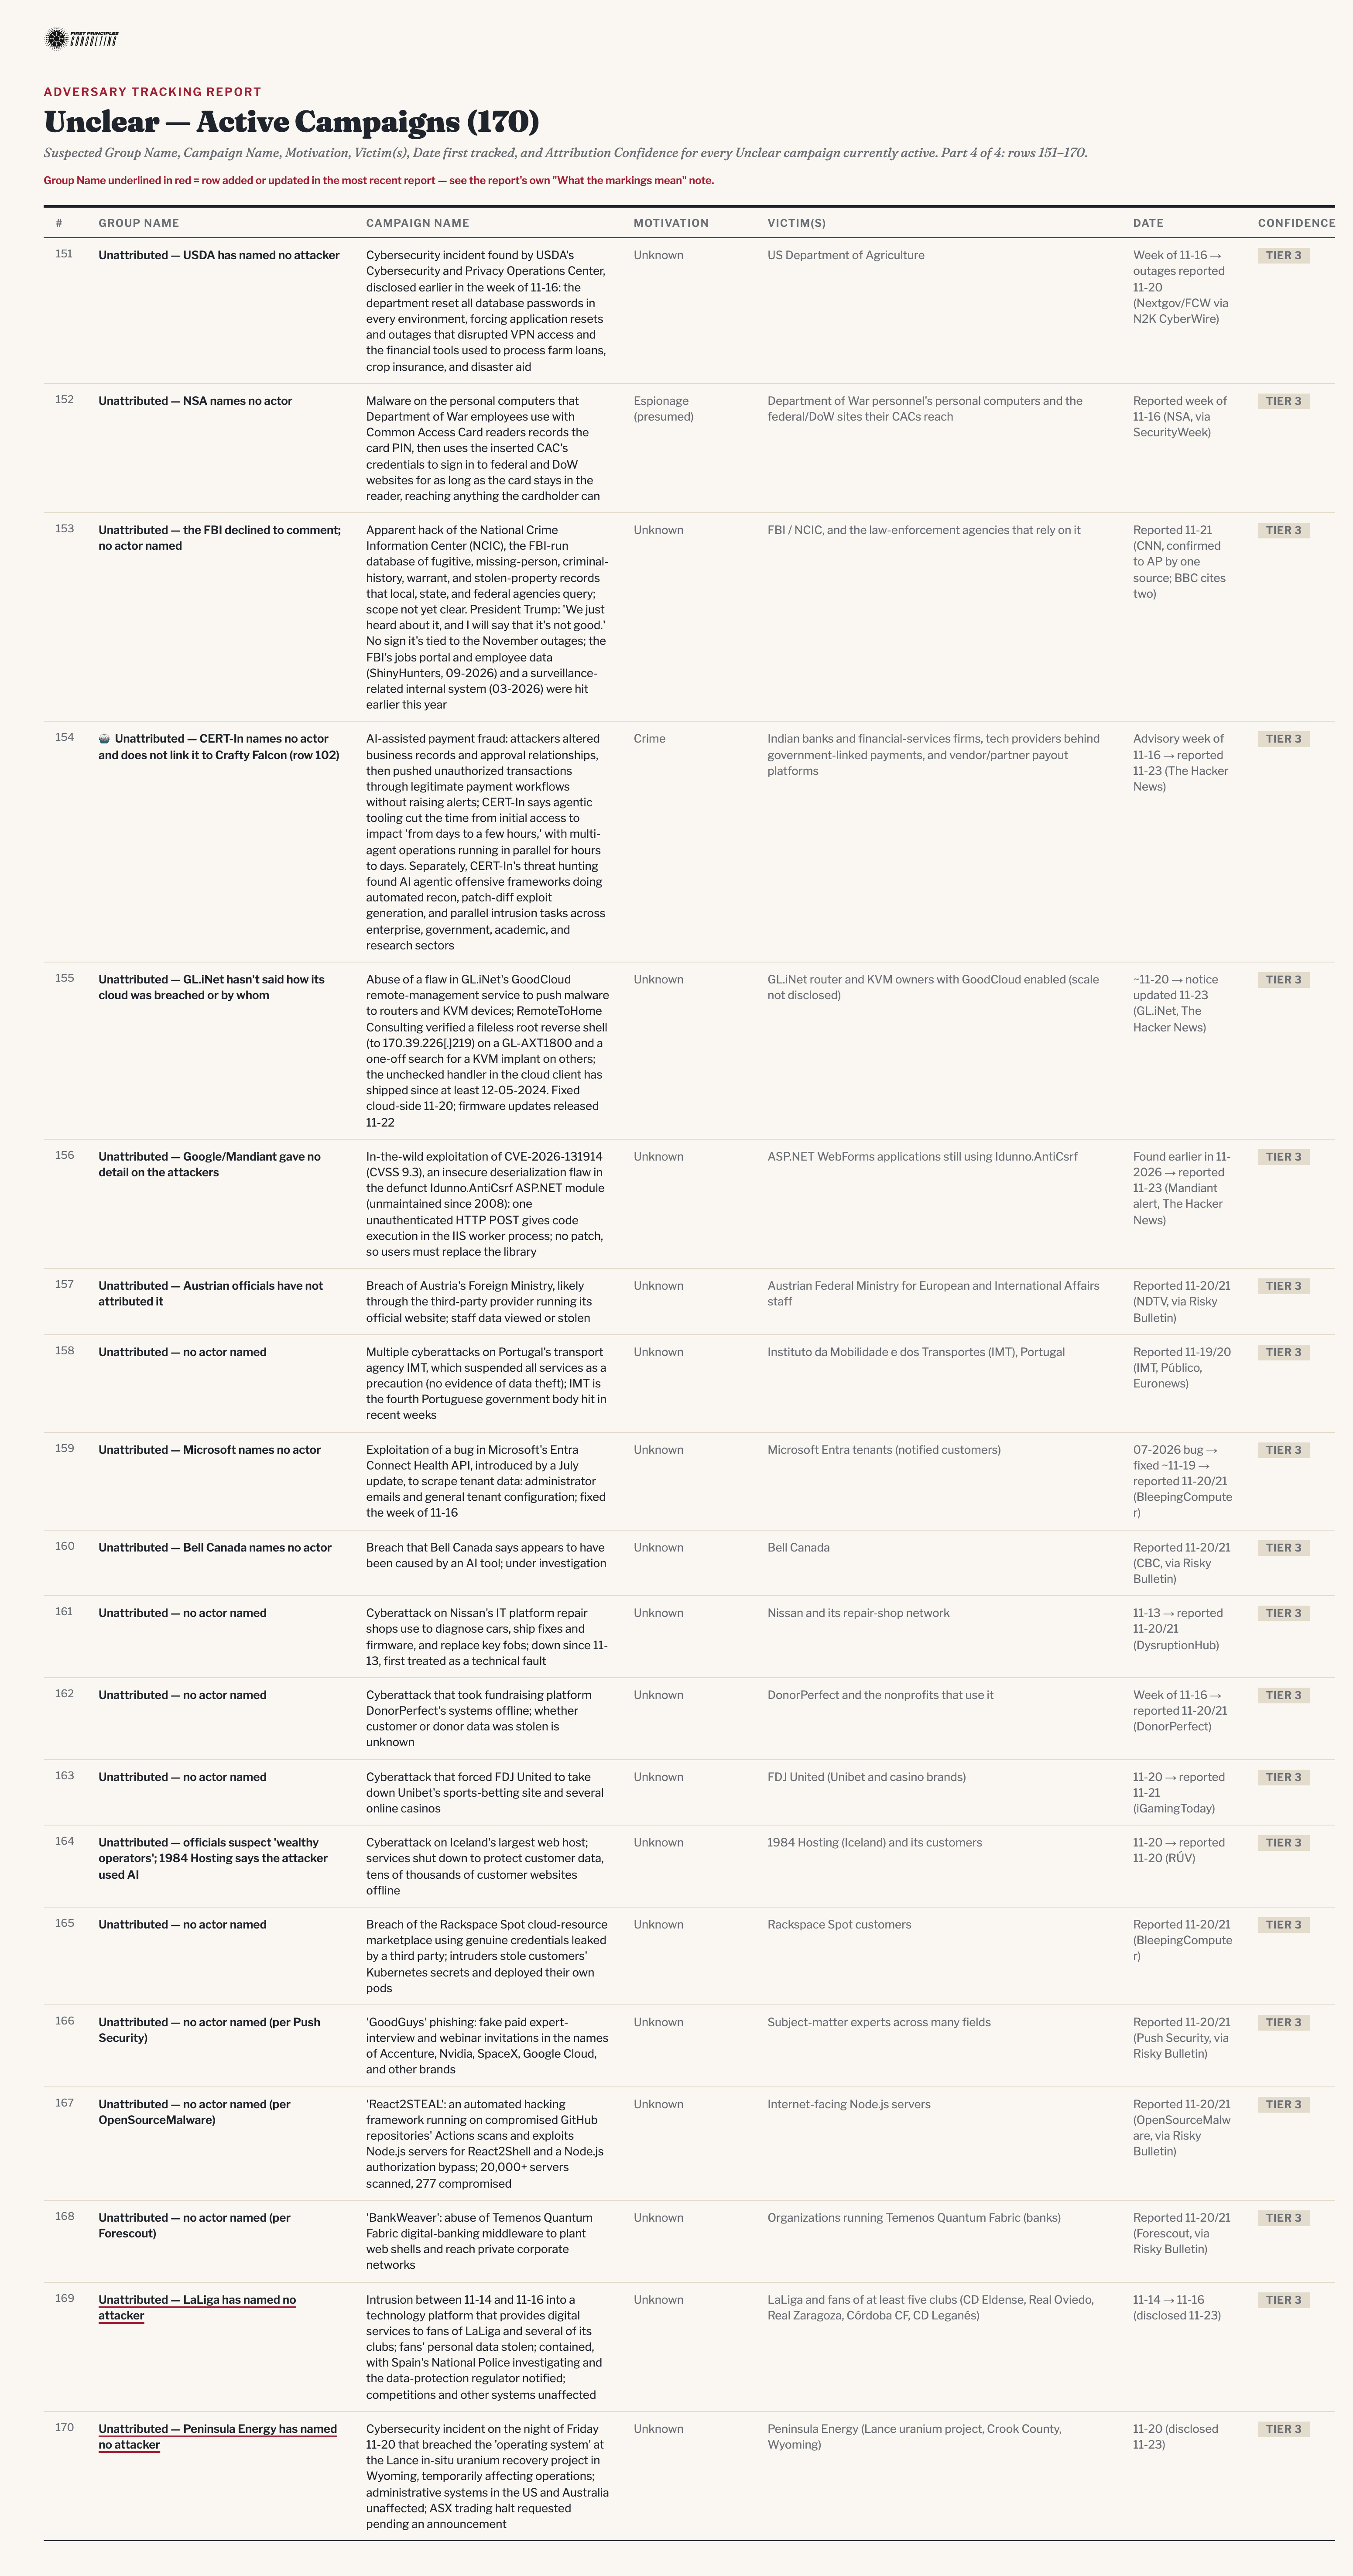 FIRST PRINCIPLES
CONSULTING
ADVERSARY TRACKING REPORT
Unclear — Active Campaigns (170)
Suspected Group Name, Campaign Name, Motivation, Victim(s), Date first tracked, and Attribution Confidence for every Unclear campaign currently active. Part 4 of 4: rows 151–170.
Group Name underlined in red = row added or updated in the most recent report — see the report's own "What the markings mean" note.
# GROUP NAME CAMPAIGN NAME MOTIVATION VICTIM(S) DATE CONFIDENCE
151 Unattributed — USDA has named no attacker Cybersecurity incident found by USDA's Unknown US Department of Agriculture Week of 11-16 → TIER 3
Cybersecurity and Privacy Operations Center, outages reported
disclosed earlier in the week of 11-16: the 11-20
department reset all database passwords in (Nextgov/FCW via
every environment, forcing application resets N2K CyberWire)
and outages that disrupted VPN access and
the financial tools used to process farm loans,
crop insurance, and disaster aid
152 Unattributed — NSA names no actor Malware on the personal computers that Espionage Department of War personnel's personal computers and the Reported week of TIER 3
Department of War employees use with (presumed) federal/DoW sites their CACs reach 11-16 (NSA, via
Common Access Card readers records the SecurityWeek)
card PIN, then uses the inserted CAC's
credentials to sign in to federal and DoW
websites for as long as the card stays in the
reader, reaching anything the cardholder can
153 Unattributed — the FBI declined to comment; Apparent hack of the National Crime Unknown FBI / NCIC, and the law-enforcement agencies that rely on it Reported 11-21 TIER 3
no actor named Information Center (NCIC), the FBI-run (CNN, confirmed
database of fugitive, missing-person, criminal- to AP by one
history, warrant, and stolen-property records source; BBC cites
that local, state, and federal agencies query; two)
scope not yet clear. President Trump: 'We just
heard about it, and I will say that it's not good.'
No sign it's tied to the November outages; the
FBI's jobs portal and employee data
(ShinyHunters, 09-2026) and a surveillance-
related internal system (03-2026) were hit
earlier this year
154 Unattributed — CERT-In names no actor AI-assisted payment fraud: attackers altered Crime Indian banks and financial-services firms, tech providers behind Advisory week of TIER 3
and does not link it to Crafty Falcon (row 102) business records and approval relationships, government-linked payments, and vendor/partner payout 11-16 → reported
then pushed unauthorized transactions platforms 11-23 (The Hacker
through legitimate payment workflows News)
without raising alerts; CERT-In says agentic
tooling cut the time from initial access to
impact 'from days to a few hours,' with multi-
agent operations running in parallel for hours
to days. Separately, CERT-In's threat hunting
found AI agentic offensive frameworks doing
automated recon, patch-diff exploit
generation, and parallel intrusion tasks across
enterprise, government, academic, and
research sectors
155 Unattributed — GL.iNet hasn't said how its Abuse of a flaw in GL.iNet's GoodCloud Unknown GL.iNet router and KVM owners with GoodCloud enabled (scale ~11-20 → notice TIER 3
cloud was breached or by whom remote-management service to push malware not disclosed) updated 11-23
to routers and KVM devices; RemoteToHome (GL.iNet, The
Consulting verified a fileless root reverse shell Hacker News)
(to 170.39.226[.]219) on a GL-AXT1800 and a
one-off search for a KVM implant on others;
the unchecked handler in the cloud client has
shipped since at least 12-05-2024. Fixed
cloud-side 11-20; firmware updates released
11-22
156 Unattributed — Google/Mandiant gave no In-the-wild exploitation of CVE-2026-131914 Unknown ASP.NET WebForms applications still using Idunno.AntiCsrf Found earlier in 11- TIER 3
detail on the attackers (CVSS 9.3), an insecure deserialization flaw in 2026 → reported
the defunct Idunno.AntiCsrf ASP.NET module 11-23 (Mandiant
(unmaintained since 2008): one alert, The Hacker
unauthenticated HTTP POST gives code News)
execution in the IIS worker process; no patch,
so users must replace the library
157 Unattributed — Austrian officials have not Breach of Austria's Foreign Ministry, likely Unknown Austrian Federal Ministry for European and International Affairs Reported 11-20/21 TIER 3
attributed it through the third-party provider running its staff (NDTV, via Risky
official website; staff data viewed or stolen Bulletin)
158 Unattributed — no actor named Multiple cyberattacks on Portugal's transport Unknown Instituto da Mobilidade e dos Transportes (IMT), Portugal Reported 11-19/20 TIER 3
agency IMT, which suspended all services as a (IMT, Público,
precaution (no evidence of data theft); IMT is Euronews)
the fourth Portuguese government body hit in
recent weeks
159 Unattributed — Microsoft names no actor Exploitation of a bug in Microsoft's Entra Unknown Microsoft Entra tenants (notified customers) 07-2026 bug → TIER 3
Connect Health API, introduced by a July fixed ~11-19 →
update, to scrape tenant data: administrator reported 11-20/21
emails and general tenant configuration; fixed (BleepingCompute
the week of 11-16 r)
160 Unattributed — Bell Canada names no actor Breach that Bell Canada says appears to have Unknown Bell Canada Reported 11-20/21 TIER 3
been caused by an AI tool; under investigation (CBC, via Risky
Bulletin)
161 Unattributed — no actor named Cyberattack on Nissan's IT platform repair Unknown Nissan and its repair-shop network 11-13 → reported TIER 3
shops use to diagnose cars, ship fixes and 11-20/21
firmware, and replace key fobs; down since 11- (DysruptionHub)
13, first treated as a technical fault
162 Unattributed — no actor named Cyberattack that took fundraising platform Unknown DonorPerfect and the nonprofits that use it Week of 11-16 → TIER 3
DonorPerfect's systems offline; whether reported 11-20/21
customer or donor data was stolen is (DonorPerfect)
unknown
163 Unattributed — no actor named Cyberattack that forced FDJ United to take Unknown FDJ United (Unibet and casino brands) 11-20 → reported TIER 3
down Unibet's sports-betting site and several 11-21
online casinos (iGamingToday)
164 Unattributed — officials suspect 'wealthy Cyberattack on Iceland's largest web host; Unknown 1984 Hosting (Iceland) and its customers 11-20 → reported TIER 3
operators'; 1984 Hosting says the attacker services shut down to protect customer data, 11-20 (RÚV)
used AI tens of thousands of customer websites
offline
165 Unattributed — no actor named Breach of the Rackspace Spot cloud-resource Unknown Rackspace Spot customers Reported 11-20/21 TIER 3
marketplace using genuine credentials leaked (BleepingCompute
by a third party; intruders stole customers' r)
Kubernetes secrets and deployed their own
pods
166 Unattributed — no actor named (per Push 'GoodGuys' phishing: fake paid expert- Unknown Subject-matter experts across many fields Reported 11-20/21 TIER 3
Security) interview and webinar invitations in the names (Push Security, via
of Accenture, Nvidia, SpaceX, Google Cloud, Risky Bulletin)
and other brands
167 Unattributed — no actor named (per 'React2STEAL': an automated hacking Unknown Internet-facing Node.js servers Reported 11-20/21 TIER 3
OpenSourceMalware) framework running on compromised GitHub (OpenSourceMalw
repositories' Actions scans and exploits are, via Risky
Node.js servers for React2Shell and a Node.js Bulletin)
authorization bypass; 20,000+ servers
scanned, 277 compromised
168 Unattributed — no actor named (per 'BankWeaver': abuse of Temenos Quantum Unknown Organizations running Temenos Quantum Fabric (banks) Reported 11-20/21 TIER 3
Forescout) Fabric digital-banking middleware to plant (Forescout, via
web shells and reach private corporate Risky Bulletin)
networks
169 Unattributed — LaLiga has named no Intrusion between 11-14 and 11-16 into a Unknown LaLiga and fans of at least five clubs (CD Eldense, Real Oviedo, 11-14 → 11-16 TIER 3
attacker technology platform that provides digital Real Zaragoza, Córdoba CF, CD Leganés) (disclosed 11-23)
services to fans of LaLiga and several of its
clubs; fans' personal data stolen; contained,
with Spain's National Police investigating and
the data-protection regulator notified;
competitions and other systems unaffected
170 Unattributed — Peninsula Energy has named Cybersecurity incident on the night of Friday Unknown Peninsula Energy (Lance uranium project, Crook County, 11-20 (disclosed TIER 3
no attacker 11-20 that breached the 'operating system' at Wyoming) 11-23)
the Lance in-situ uranium recovery project in
Wyoming, temporarily affecting operations;
administrative systems in the US and Australia
unaffected; ASX trading halt requested
pending an announcement